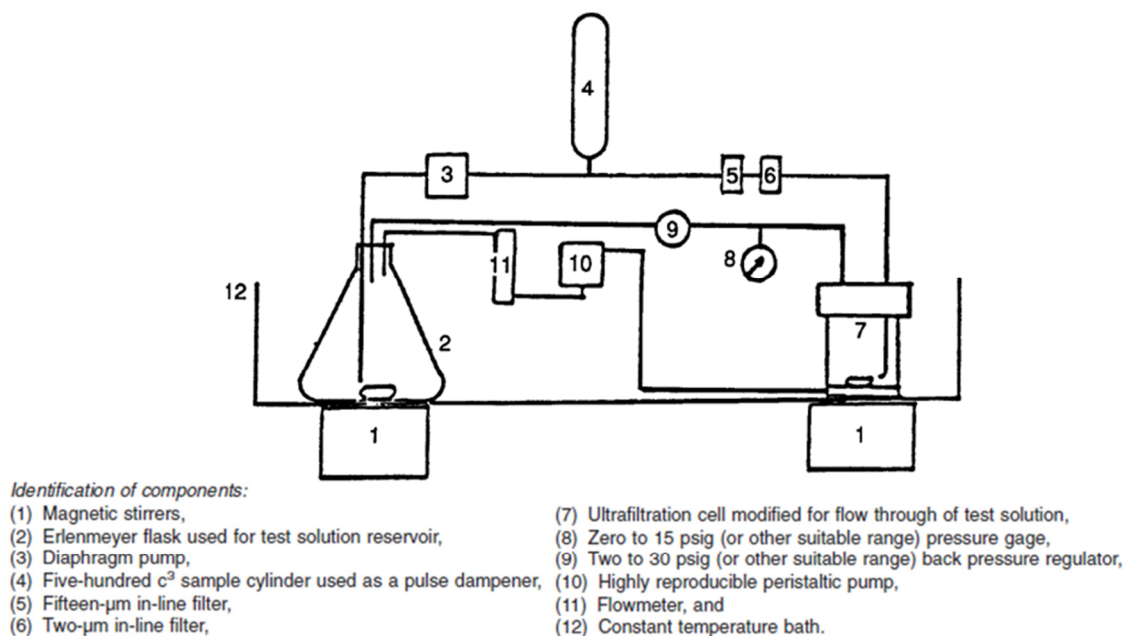 4
3
5
6
9
8
11
10
12
2
7
1
1
Identification of components:
(1) Magnetic stirrers,
(2) Erlenmeyer flask used for test solution reservoir,
(3) Diaphragm pump,
(4) Five-hundred c³ sample cylinder used as a pulse dampener,
(5) Fifteen-µm in-line filter,
(6) Two-µm in-line filter,
(7) Ultrafiltration cell modified for flow through of test solution,
(8) Zero to 15 psig (or other suitable range) pressure gage,
(9) Two to 30 psig (or other suitable range) back pressure regulator,
(10) Highly reproducible peristaltic pump,
(11) Flowmeter, and
(12) Constant temperature bath.